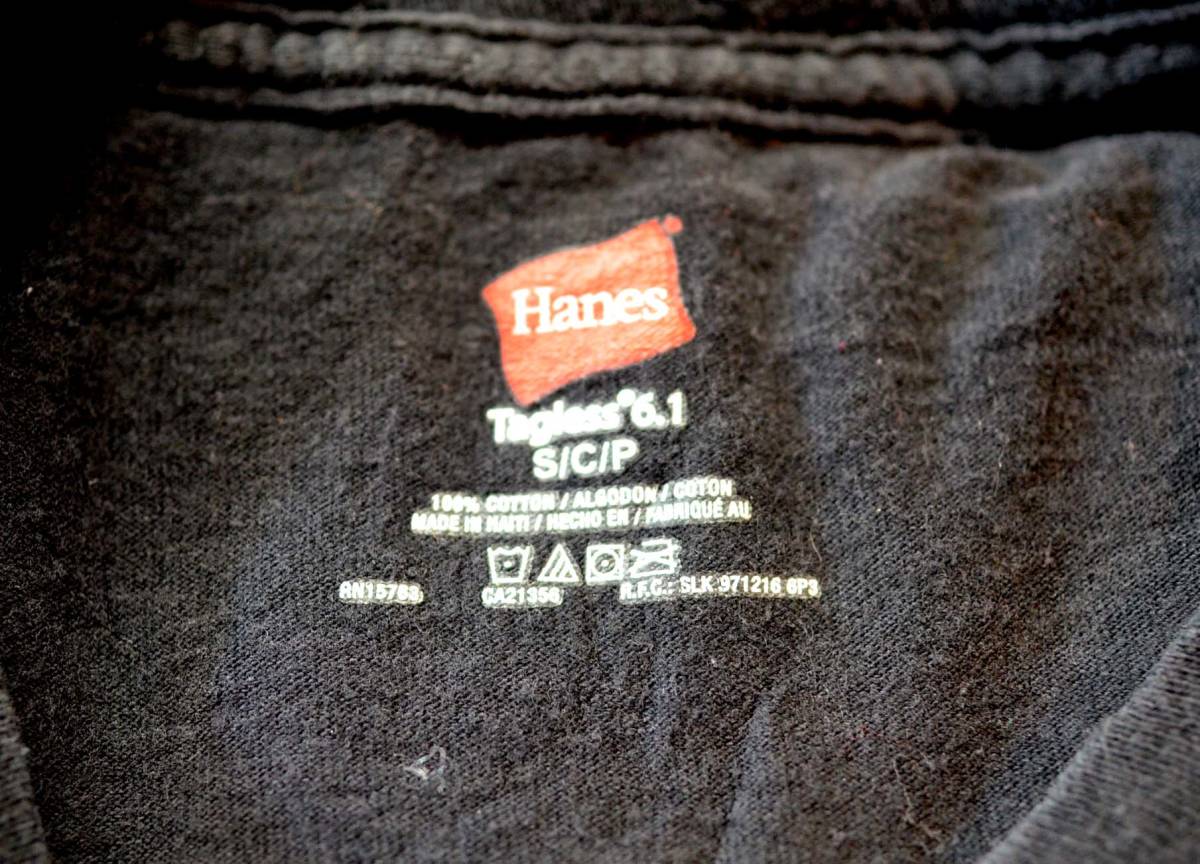 Hanes
Tagless®6.1
S/C/P
100% COTTON / ALGODON / COTON
MADE IN HAITI / HECHO EN / FABRIQUÉ AU
RN15763 CA21356 R.F.C.: SLK 971216 6P3